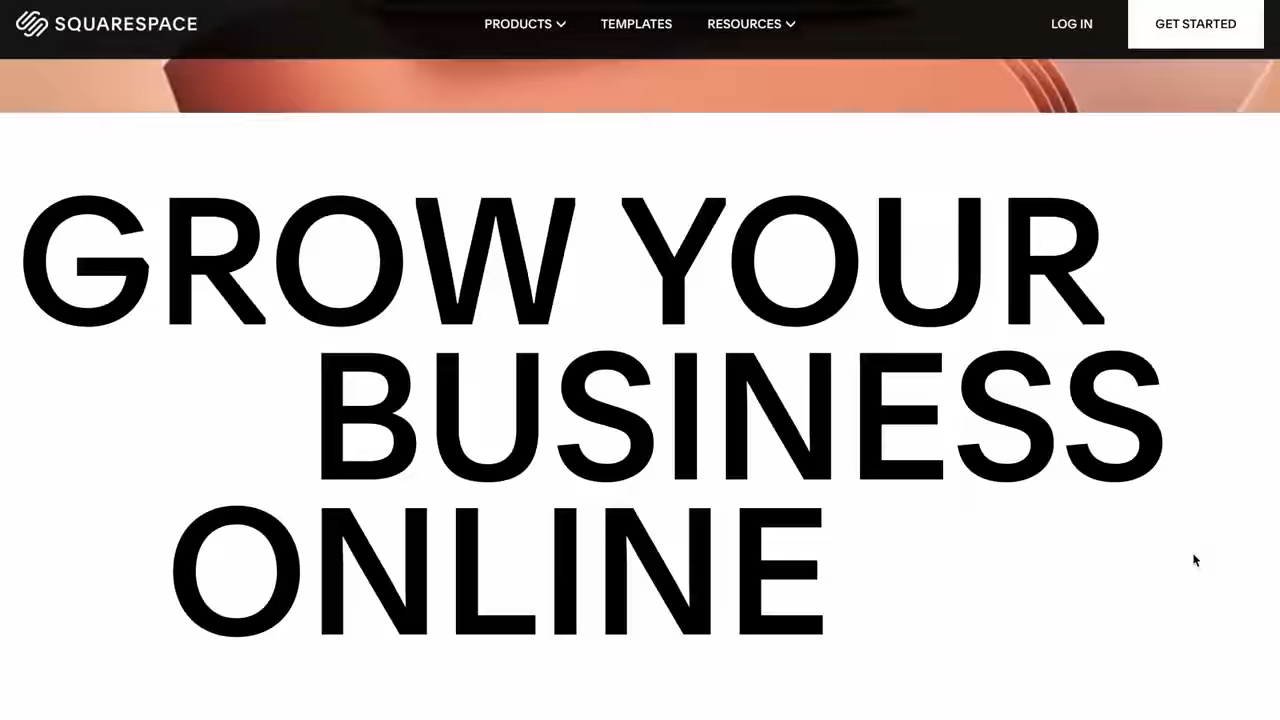 SQUARESPACE PRODUCTS TEMPLATES RESOURCES LOG IN GET STARTED
GROW YOUR
BUSINESS
ONLINE